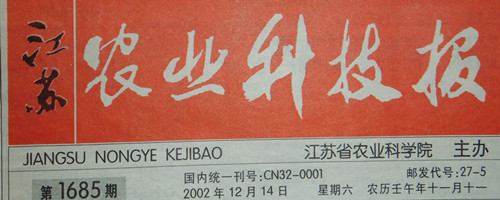 江苏
农业科技报
JIANGSU NONGYE KEJIBAO
江苏省农业科学院 主办
第1685期
国内统一刊号:CN32-0001
邮发代号:27-5
2002年12月14日 星期六 农历壬午年十一月十一